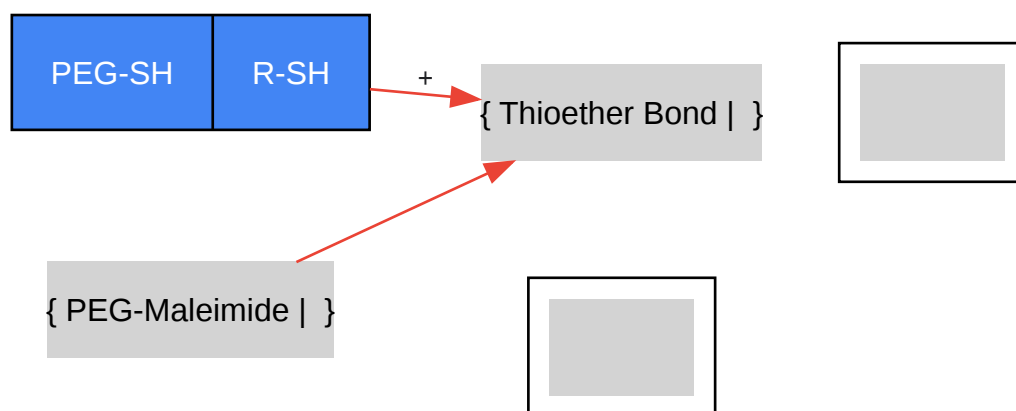 PEG-SH
R-SH
+
{ Thioether Bond |  }
{ PEG-Maleimide |  }